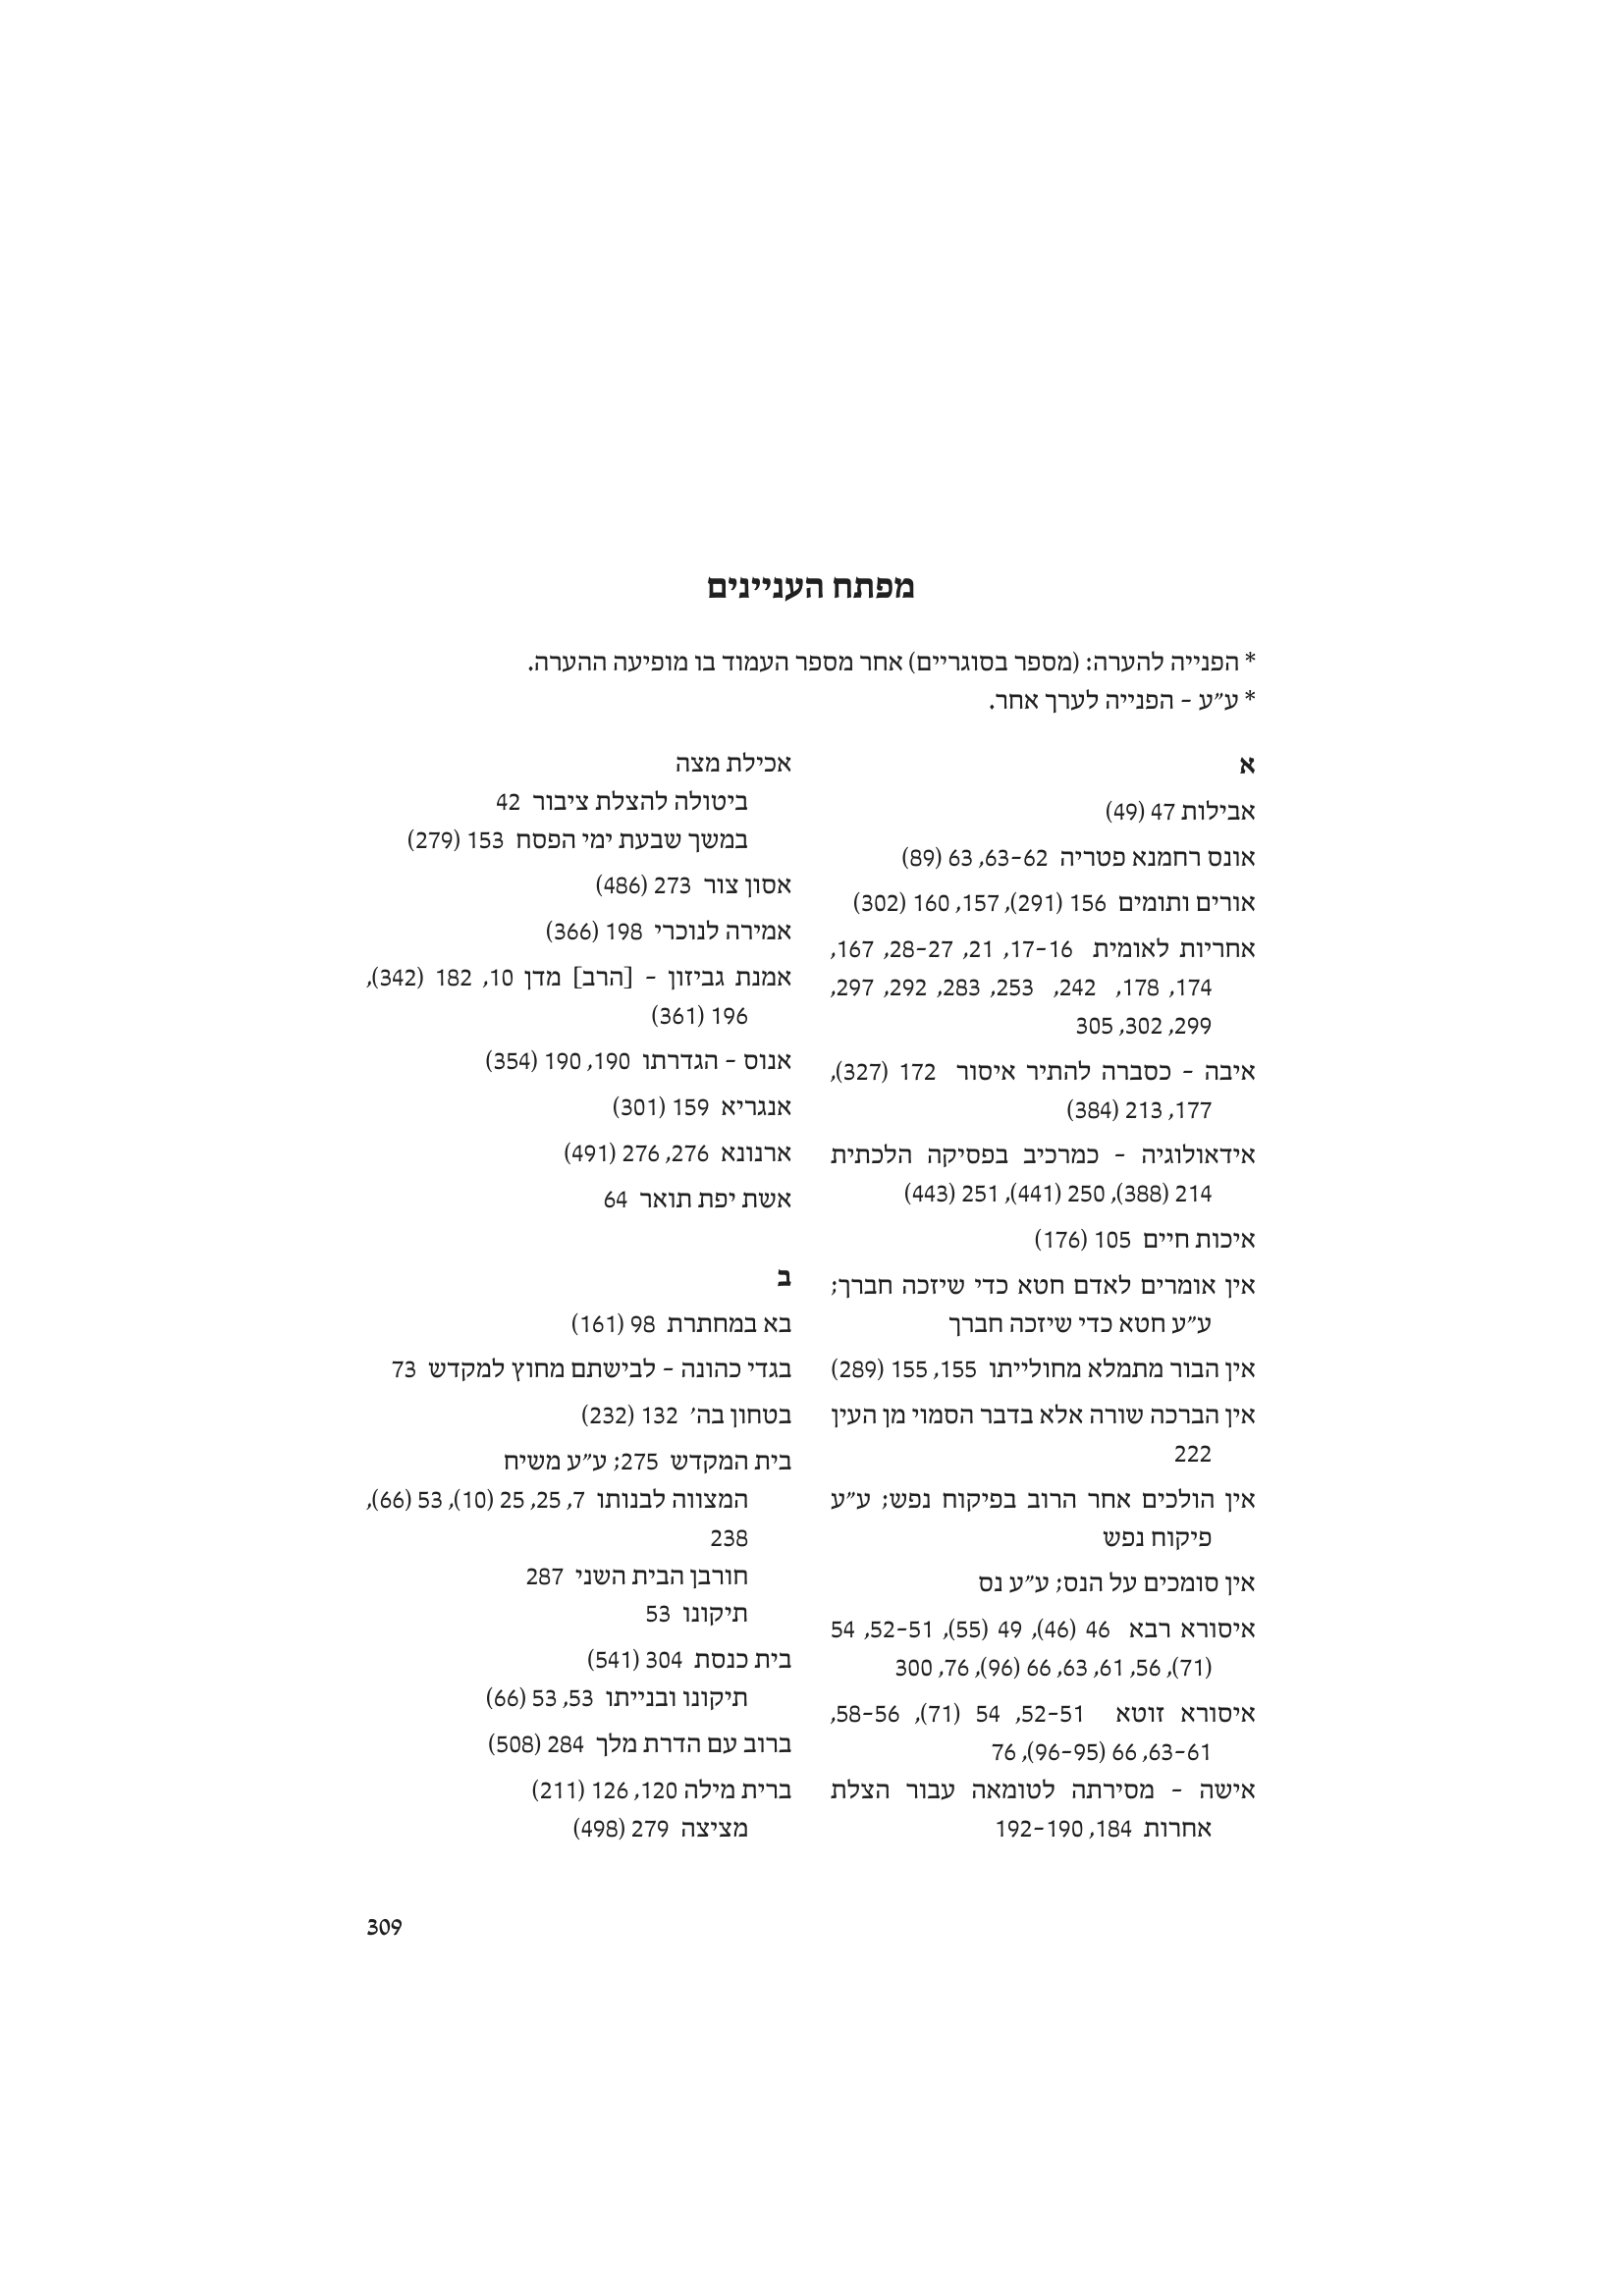 מפתח העניינים
* הפנייה להערה: (מספר בסוגריים) אחר מספר העמוד בו מופיעה ההערה.
* ע״ע – הפנייה לערך אחר.
א
אבילות 47 (49)
אונס רחמנא פטריה 62–63, 63 (89)
אורים ותומים 156 (291), 157, 160 (302)
אחריות לאומית 16–17, 21, 27–28, 167,
174, 178, 242, 253, 283, 292, 297,
299, 302, 305
איבה – כסברה להתיר איסור 172 (327),
177, 213 (384)
אידאולוגיה – כמרכיב בפסיקה הלכתית
214 (388), 250 (441), 251 (443)
איכות חיים 105 (176)
אין אומרים לאדם חטא כדי שיזכה חברך;
ע״ע חטא כדי שיזכה חברך
אין הבור מתמלא מחולייתו 155, 155 (289)
אין הברכה שורה אלא בדבר הסמוי מן העין
222
אין הולכים אחר הרוב בפיקוח נפש; ע״ע
פיקוח נפש
אין סומכים על הנס; ע״ע נס
איסורא רבא 46 (46), 49 (55), 51–52, 54
(71), 56, 61, 63, 66 (96), 76, 300
איסורא זוטא 51–52, 54 (71), 56–58,
61–63, 66 (95–96), 76
אישה – מסירתה לטומאה עבור הצלת
אחרות 184, 190–192
אכילת מצה
ביטולה להצלת ציבור 42
במשך שבעת ימי הפסח 153 (279)
אסון צור 273 (486)
אמירה לנוכרי 198 (366)
אמנת גביזון – [הרב] מדן 10, 182 (342),
196 (361)
אנוס – הגדרתו 190, 190 (354)
אנגריא 159 (301)
ארנונא 276, 276 (491)
אשת יפת תואר 64
ב
בא במחתרת 98 (161)
בגדי כהונה – לבישתם מחוץ למקדש 73
בטחון בה׳ 132 (232)
בית המקדש 275; ע״ע משיח
המצווה לבנותו 7, 25, 25 (10), 53 (66),
238
חורבן הבית השני 287
תיקונו 53
בית כנסת 304 (541)
תיקונו ובנייתו 53, 53 (66)
ברוב עם הדרת מלך 284 (508)
ברית מילה 120, 126 (211)
מציצה 279 (498)
309